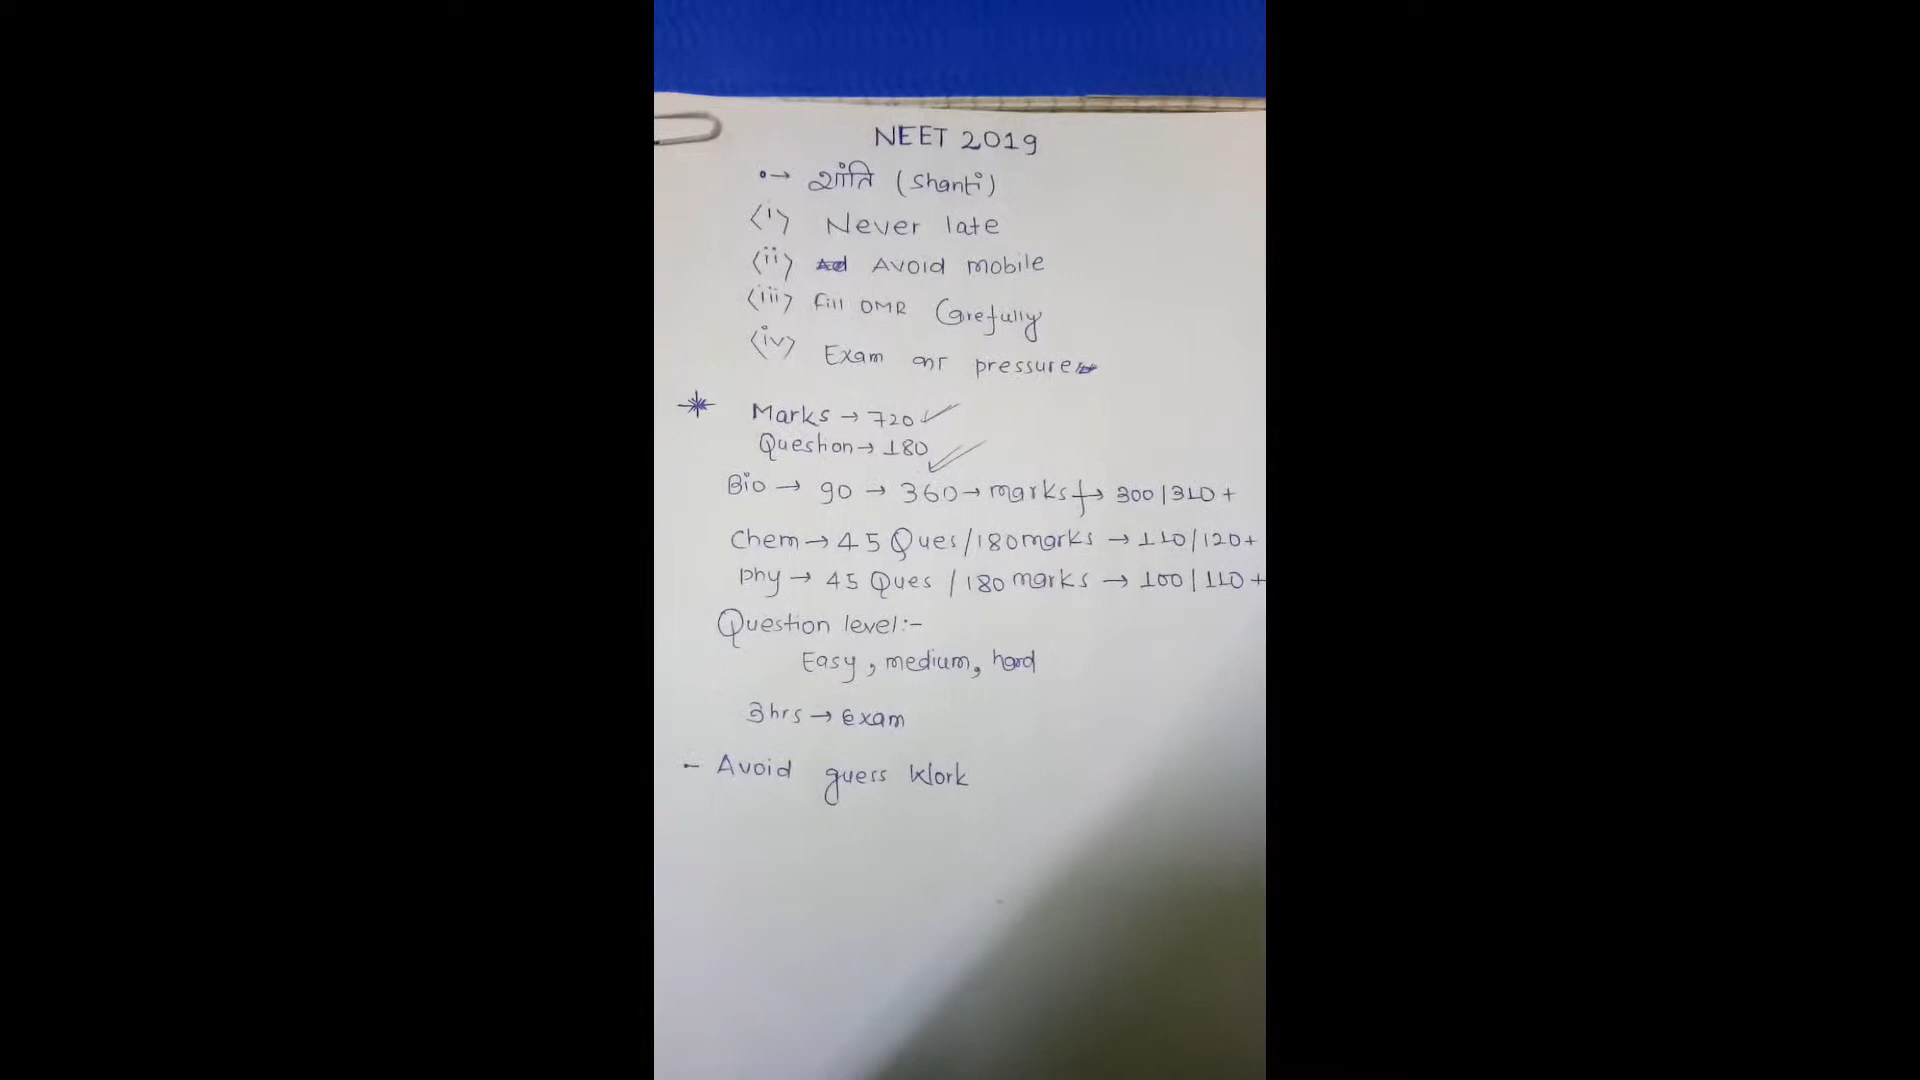 NEET 2019
•→ शांति (Shanti)
<i> Never late
<ii> Avoid mobile
<iii> Fill OMR Carefully
<iv> Exam का pressure
* Marks → 720 ✓
Question → 180
Bio → 90 → 360 → marks → 300/310+
Chem → 45 Ques/180 marks → 110/120+
Phy → 45 Ques/180 marks → 100/110+
Question level:-
Easy, medium, hard
3hrs → exam
- Avoid guess Work